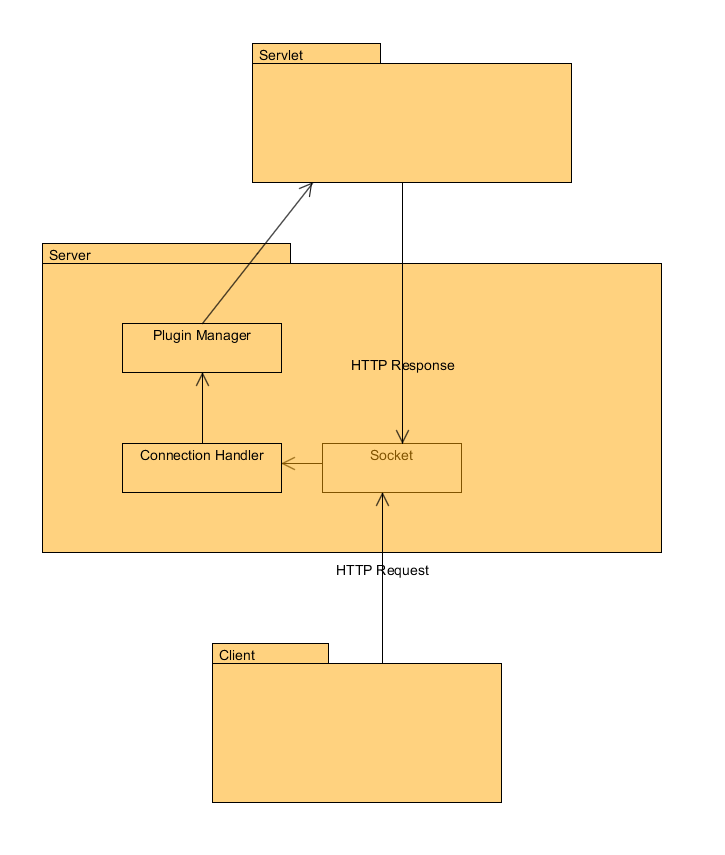 Servlet
Server
Plugin Manager
HTTP Response
Connection Handler
Socket
HTTP Request
Client